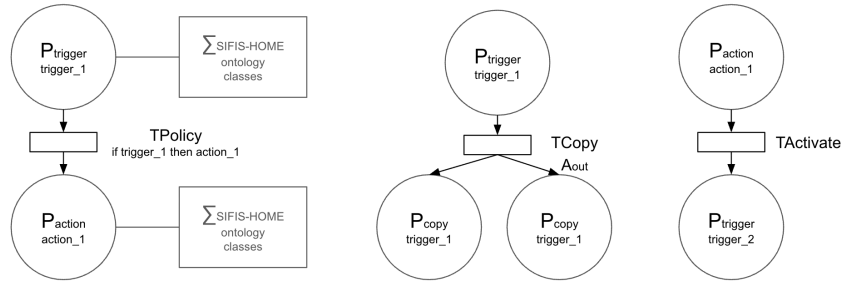 Ptrigger
trigger_1
∑SIFIS-HOME
ontology
classes
TPolicy
if trigger_1 then action_1
Paction
action_1
∑SIFIS-HOME
ontology
classes
Ptrigger
trigger_1
TCopy
Aout
Pcopy
trigger_1
Pcopy
trigger_1
Paction
action_1
TActivate
Ptrigger
trigger_2